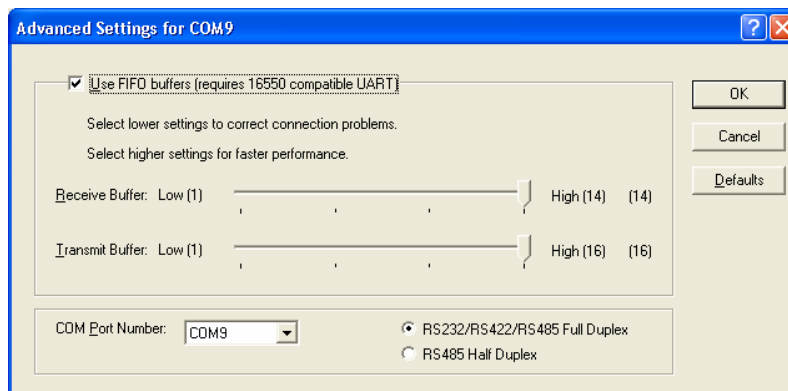 Advanced Settings for COM9
Use FIFO buffers (requires 16550 compatible UART)
OK
Select lower settings to correct connection problems.
Cancel
Select higher settings for faster performance.
Defaults
Receive Buffer: Low (1) High (14) (14)
Transmit Buffer: Low (1) High (16) (16)
COM Port Number: COM9
RS232/RS422/RS485 Full Duplex
RS485 Half Duplex